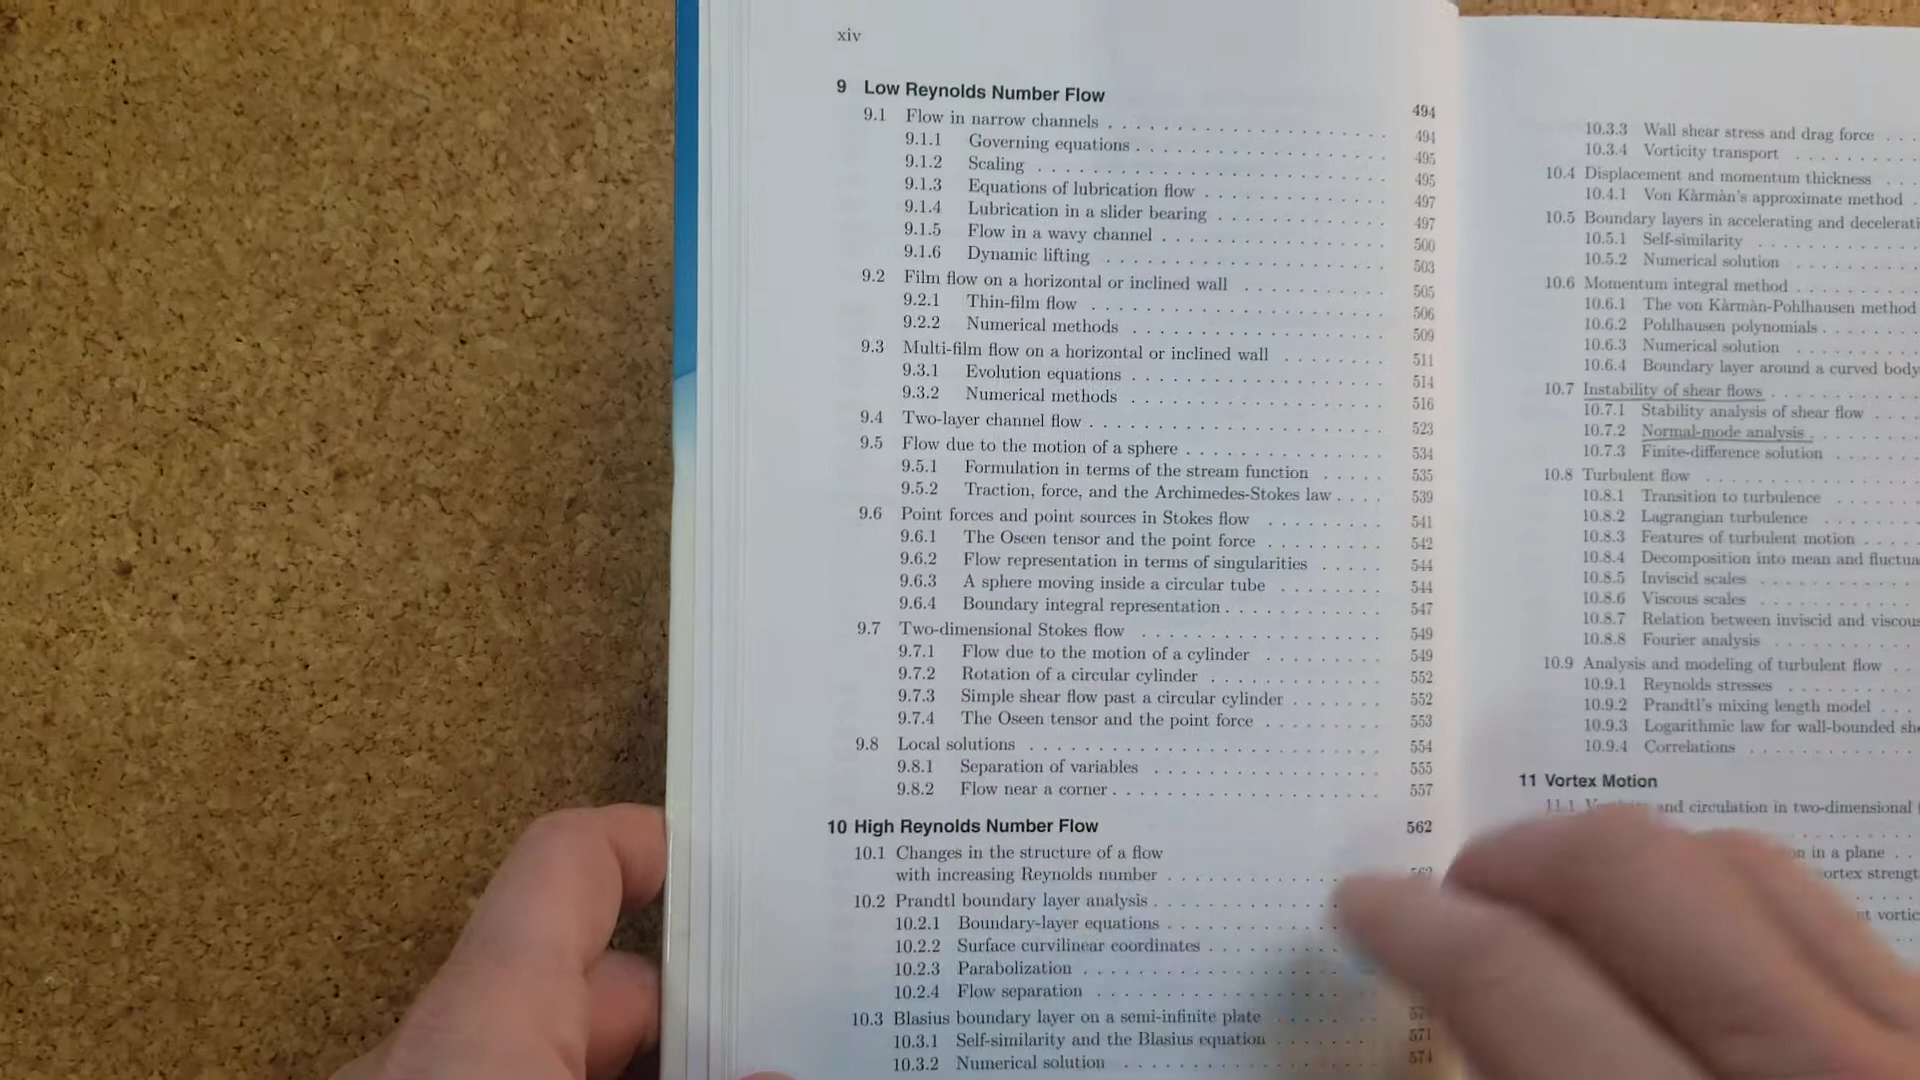 xiv
9 Low Reynolds Number Flow 494
9.1 Flow in narrow channels . . . . . . . . . . . . . . 494
9.1.1 Governing equations . . . . . . . . . . . . . . 495
9.1.2 Scaling . . . . . . . . . . . . . . 495
9.1.3 Equations of lubrication flow . . . . . . . . . . 497
9.1.4 Lubrication in a slider bearing . . . . . . . . . . 497
9.1.5 Flow in a wavy channel . . . . . . . . . . . . 500
9.1.6 Dynamic lifting . . . . . . . . . . . . . . 503
9.2 Film flow on a horizontal or inclined wall . . . . . . . . 505
9.2.1 Thin-film flow . . . . . . . . . . . . . . 506
9.2.2 Numerical methods . . . . . . . . . . . . . . 509
9.3 Multi-film flow on a horizontal or inclined wall . . . . . . 511
9.3.1 Evolution equations . . . . . . . . . . . . . . 514
9.3.2 Numerical methods . . . . . . . . . . . . . . 516
9.4 Two-layer channel flow . . . . . . . . . . . . . . 523
9.5 Flow due to the motion of a sphere . . . . . . . . . . 534
9.5.1 Formulation in terms of the stream function . . . . 535
9.5.2 Traction, force, and the Archimedes-Stokes law . . . . 539
9.6 Point forces and point sources in Stokes flow . . . . . . 541
9.6.1 The Oseen tensor and the point force . . . . . . 542
9.6.2 Flow representation in terms of singularities . . . . . 544
9.6.3 A sphere moving inside a circular tube . . . . . . 544
9.6.4 Boundary integral representation . . . . . . . . 547
9.7 Two-dimensional Stokes flow . . . . . . . . . . . . 549
9.7.1 Flow due to the motion of a cylinder . . . . . . 549
9.7.2 Rotation of a circular cylinder . . . . . . . . . 552
9.7.3 Simple shear flow past a circular cylinder . . . . . 552
9.7.4 The Oseen tensor and the point force . . . . . . 553
9.8 Local solutions . . . . . . . . . . . . . . 554
9.8.1 Separation of variables . . . . . . . . . . . . 555
9.8.2 Flow near a corner . . . . . . . . . . . . . . 557
10 High Reynolds Number Flow 562
10.1 Changes in the structure of a flow
with increasing Reynolds number . . . . . . . . . .
10.2 Prandtl boundary layer analysis . . . . . . . . . .
10.2.1 Boundary-layer equations . . . . . . . . . .
10.2.2 Surface curvilinear coordinates . . . . . . . .
10.2.3 Parabolization . . . . . . . . . . . . . .
10.2.4 Flow separation . . . . . . . . . . . . . .
10.3 Blasius boundary layer on a semi-infinite plate . . . . . .
10.3.1 Self-similarity and the Blasius equation . . . . . . 571
10.3.2 Numerical solution . . . . . . . . . . . . . . 574
10.3.3 Wall shear stress and drag force . . .
10.3.4 Vorticity transport . . . . . . .
10.4 Displacement and momentum thickness . . .
10.4.1 Von Kàrmàn's approximate method .
10.5 Boundary layers in accelerating and
10.5.1 Self-similarity . . . . . . . . .
10.5.2 Numerical solution . . . . . . .
10.6 Momentum integral method . . . . . . .
10.6.1 The von Kàrmàn-Pohlhausen method
10.6.2 Pohlhausen polynomials . . . . . .
10.6.3 Numerical solution . . . . . . .
10.6.4 Boundary layer around a curved body
10.7 Instability of shear flows . . . . . . . .
10.7.1 Stability analysis of shear flow . . .
10.7.2 Normal-mode analysis . . . . . .
10.7.3 Finite-difference solution . . . . .
10.8 Turbulent flow . . . . . . . . . . .
10.8.1 Transition to turbulence . . . . .
10.8.2 Lagrangian turbulence . . . . . .
10.8.3 Features of turbulent motion . . . .
10.8.4 Decomposition into mean and
10.8.5 Inviscid scales . . . . . . . . .
10.8.6 Viscous scales . . . . . . . . .
10.8.7 Relation between inviscid and
10.8.8 Fourier analysis . . . . . . . .
10.9 Analysis and modeling of turbulent flow . .
10.9.1 Reynolds stresses . . . . . . .
10.9.2 Prandtl's mixing length model . . .
10.9.3 Logarithmic law for wall-bounded
10.9.4 Correlations . . . . . . . . .
11 Vortex Motion
11.1 and circulation in two-dimensional
in a plane . .